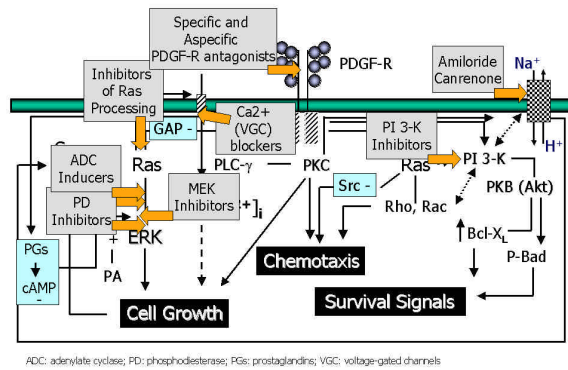 Specific and
Aspecific
PDGF-R antagonists
PDGF-R
Amiloride
Canrenone
Na⁺
H⁺
Inhibitors
of Ras
Processing
GAP -
Ca2+
(VGC)
blockers
PI 3-K
Inhibitors
ADC
Inducers
Ras
PLC-γ
PKC
Ras
PI 3-K
PKB (Akt)
PD
Inhibitors
MEK
Inhibitors
+]ᵢ
Src -
Rho, Rac
+
ERK
PA
PGs
cAMP
-
Bcl-X_L
P-Bad
Chemotaxis
Cell Growth
Survival Signals
ADC: adenylate cyclase; PD: phosphodiesterase; PGs: prostaglandins; VGC: voltage-gated channels